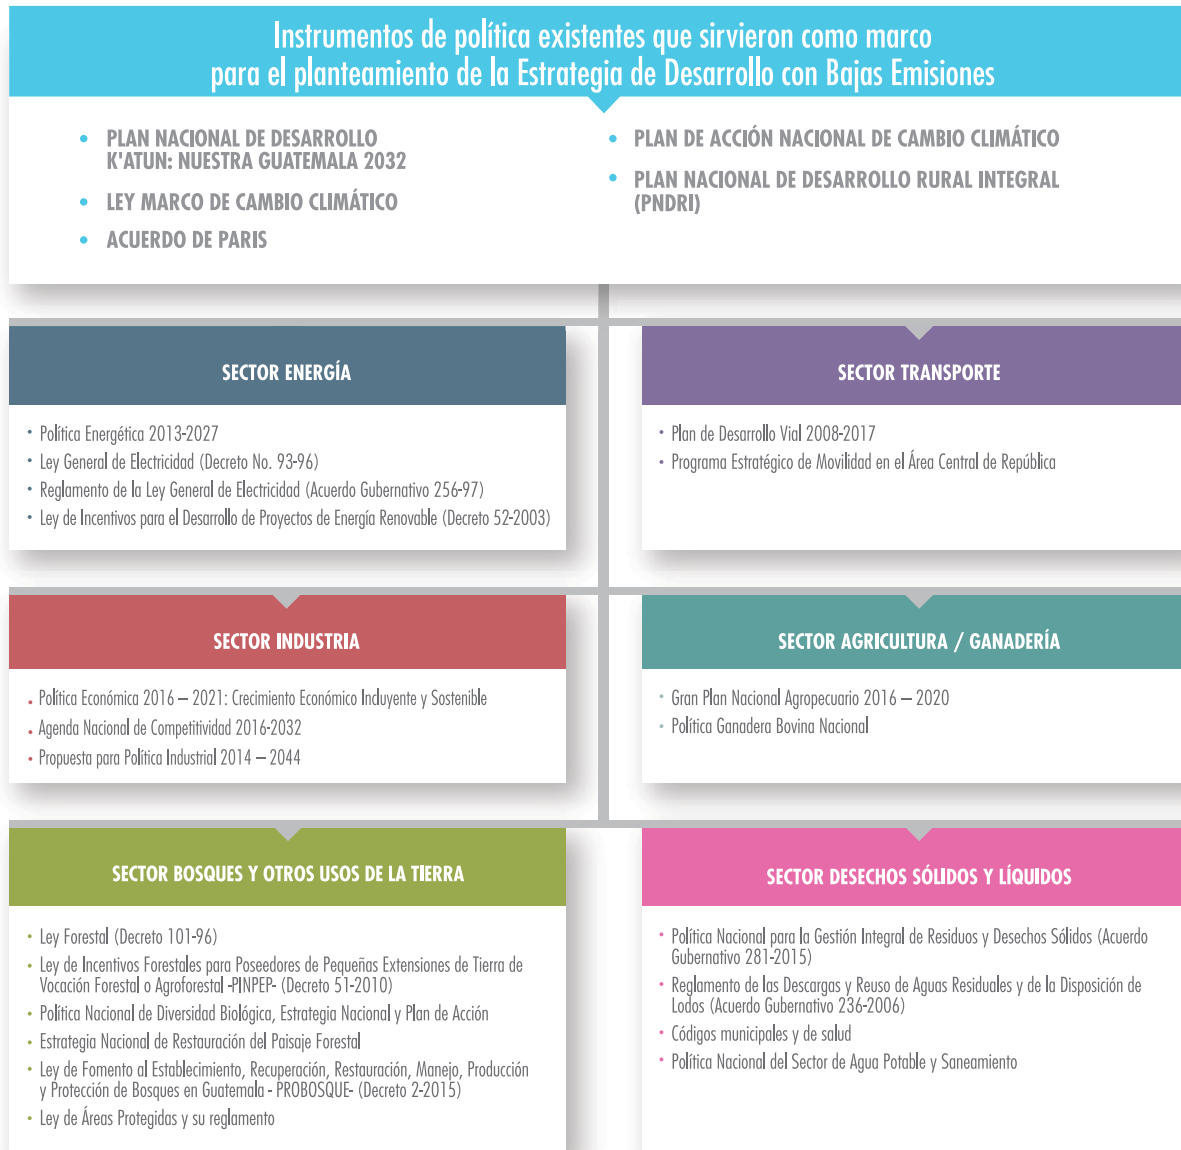 Instrumentos de política existentes que sirvieron como marco
para el planteamiento de la Estrategia de Desarrollo con Bajas Emisiones
• PLAN NACIONAL DE DESARROLLO
K'ATUN: NUESTRA GUATEMALA 2032
• LEY MARCO DE CAMBIO CLIMÁTICO
• ACUERDO DE PARIS
• PLAN DE ACCIÓN NACIONAL DE CAMBIO CLIMÁTICO
• PLAN NACIONAL DE DESARROLLO RURAL INTEGRAL
(PNDRI)
SECTOR ENERGÍA
• Política Energética 2013-2027
• Ley General de Electricidad (Decreto No. 93-96)
• Reglamento de la Ley General de Electricidad (Acuerdo Gubernativo 256-97)
• Ley de Incentivos para el Desarrollo de Proyectos de Energía Renovable (Decreto 52-2003)
SECTOR TRANSPORTE
• Plan de Desarrollo Vial 2008-2017
• Programa Estratégico de Movilidad en el Área Central de República
SECTOR INDUSTRIA
• Política Económica 2016 – 2021: Crecimiento Económico Incluyente y Sostenible
• Agenda Nacional de Competitividad 2016-2032
• Propuesta para Política Industrial 2014 – 2044
SECTOR AGRICULTURA / GANADERÍA
• Gran Plan Nacional Agropecuario 2016 – 2020
• Política Ganadera Bovina Nacional
SECTOR BOSQUES Y OTROS USOS DE LA TIERRA
• Ley Forestal (Decreto 101-96)
• Ley de Incentivos Forestales para Poseedores de Pequeñas Extensiones de Tierra de
Vocación Forestal o Agroforestal -PINPEP- (Decreto 51-2010)
• Política Nacional de Diversidad Biológica, Estrategia Nacional y Plan de Acción
• Estrategia Nacional de Restauración del Paisaje Forestal
• Ley de Fomento al Establecimiento, Recuperación, Restauración, Manejo, Producción
y Protección de Bosques en Guatemala - PROBOSQUE- (Decreto 2-2015)
• Ley de Áreas Protegidas y su reglamento
SECTOR DESECHOS SÓLIDOS Y LÍQUIDOS
• Política Nacional para la Gestión Integral de Residuos y Desechos Sólidos (Acuerdo
Gubernativo 281-2015)
• Reglamento de las Descargas y Reuso de Aguas Residuales y de la Disposición de
Lodos (Acuerdo Gubernativo 236-2006)
• Códigos municipales y de salud
• Política Nacional del Sector de Agua Potable y Saneamiento